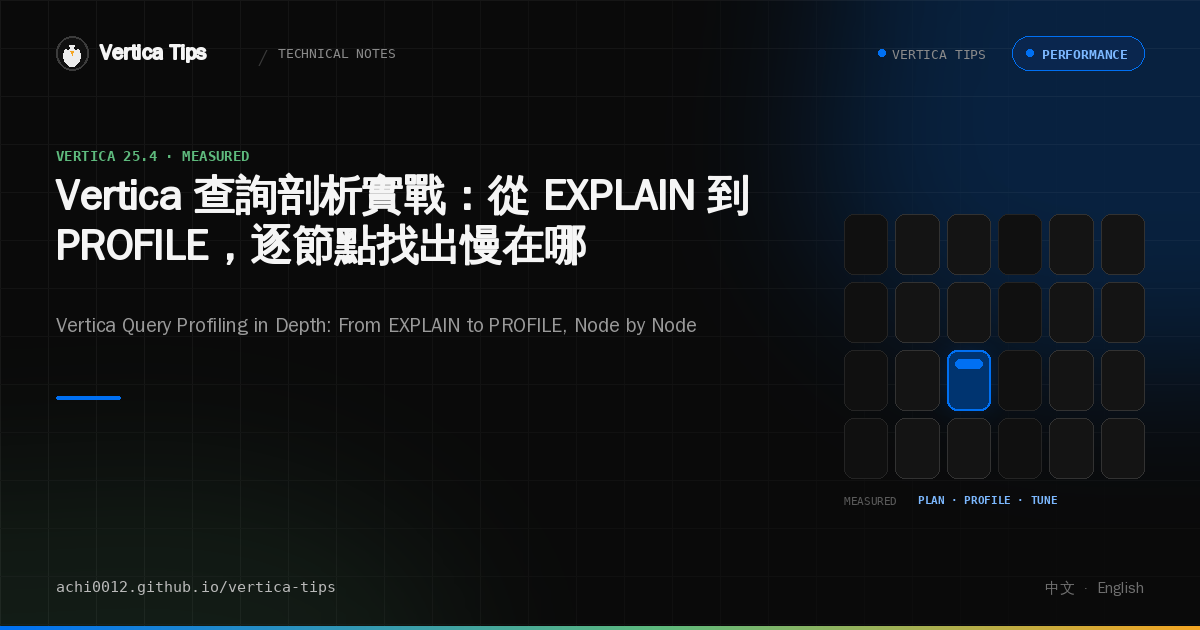 Vertica Tips / TECHNICAL NOTES
VERTICA TIPS
PERFORMANCE
VERTICA 25.4 · MEASURED
Vertica 查詢剖析實戰：從 EXPLAIN 到
PROFILE，逐節點找出慢在哪
Vertica Query Profiling in Depth: From EXPLAIN to PROFILE, Node by Node
MEASURED PLAN · PROFILE · TUNE
achi0012.github.io/vertica-tips
中文 · English